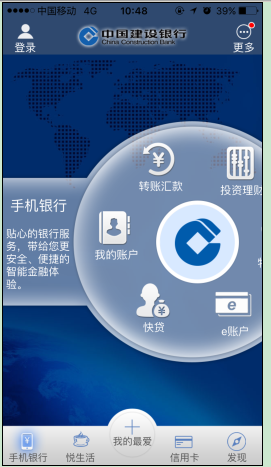 中国移动 4G 10:48 39%
登录
中国建设银行
China Construction Bank
更多
转账汇款
投资理财
手机银行
贴心的银行服
务，带给您更
安全、便捷的
智能金融体
验。
我的账户
快贷
e
e账户
手机银行
悦生活
我的最爱
信用卡
发现